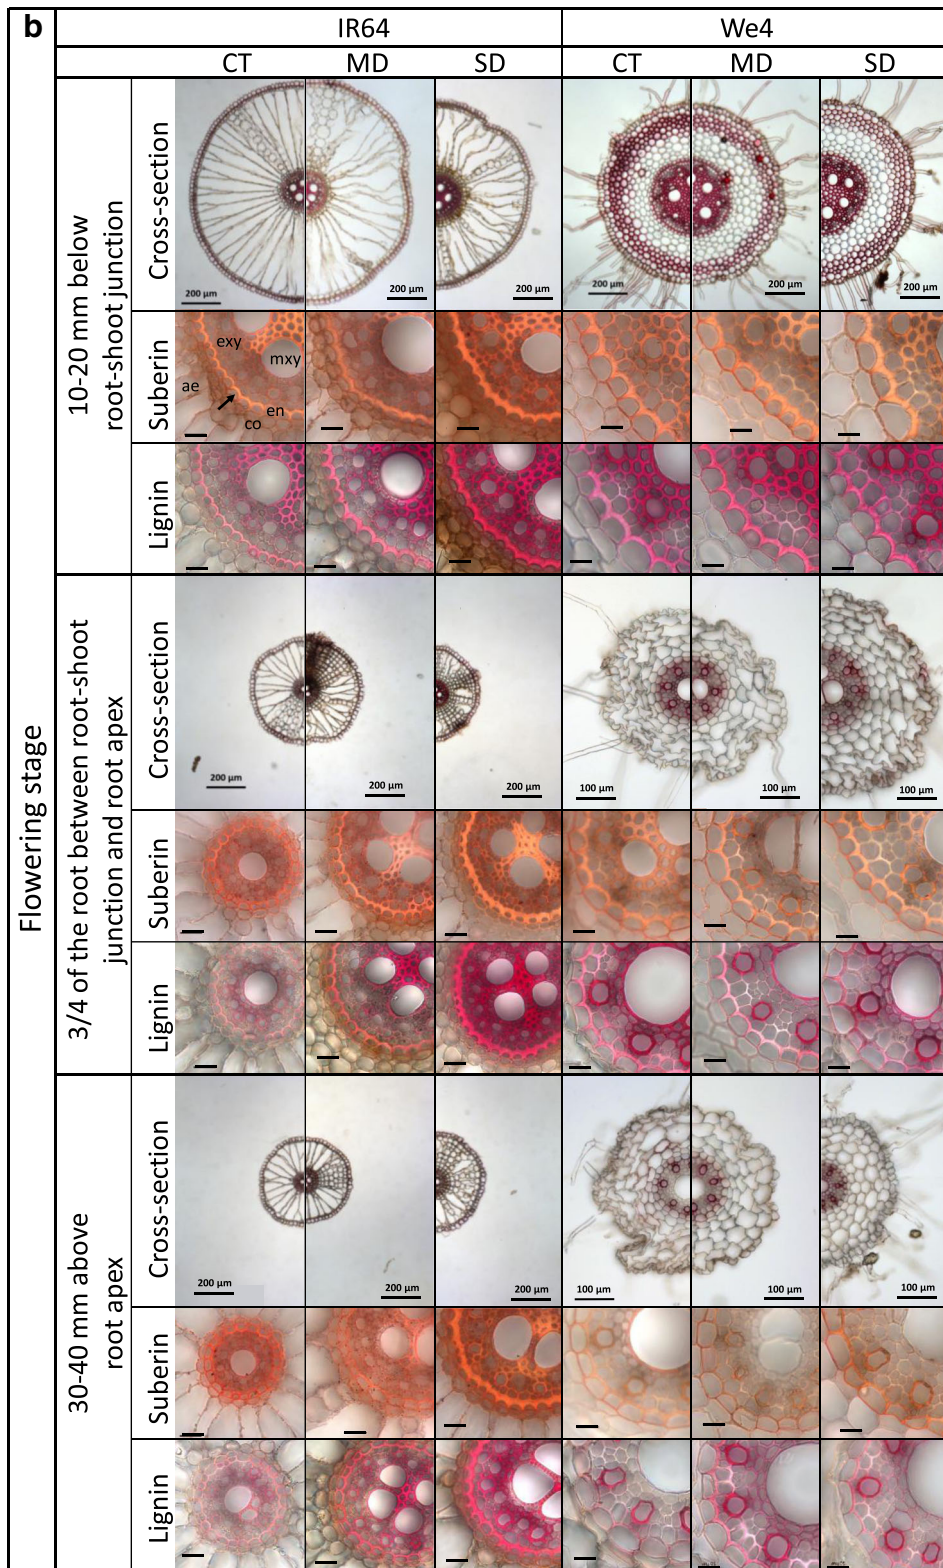 b
IR64
We4
CT
MD
SD
CT
MD
SD
Flowering stage
10-20 mm below
root-shoot junction
Cross-section
200 µm
200 µm
200 µm
200 µm
200 µm
200 µm
Suberin
exy
mxy
ae
en
co
Lignin
3/4 of the root between root-shoot
junction and root apex
Cross-section
200 µm
200 µm
200 µm
100 µm
100 µm
100 µm
Suberin
Lignin
30-40 mm above
root apex
Cross-section
200 µm
200 µm
200 µm
100 µm
100 µm
100 µm
Suberin
Lignin